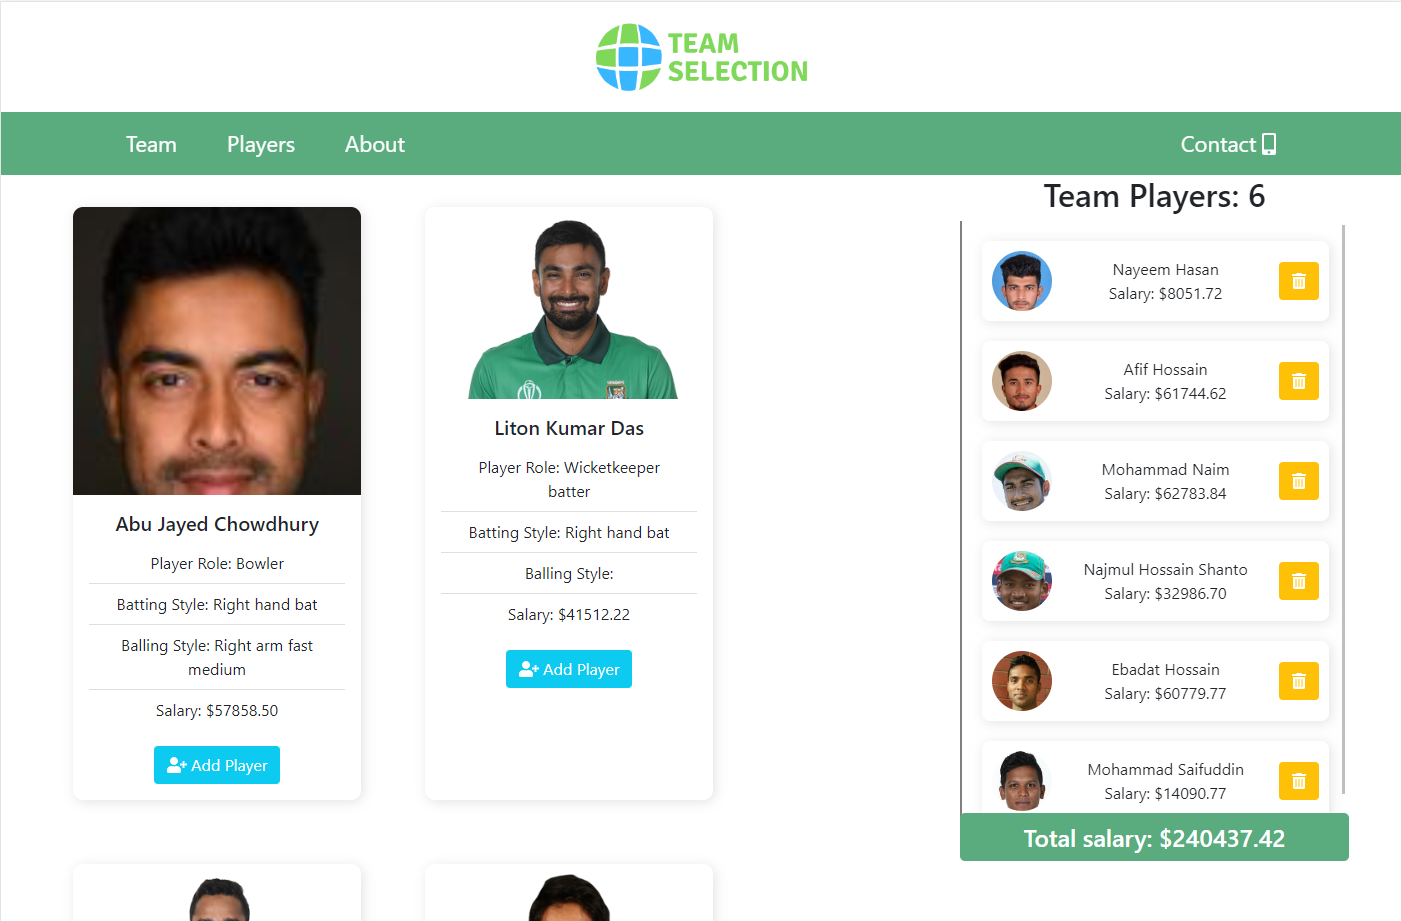 TEAM
SELECTION
Team
Players
About
Contact
Abu Jayed Chowdhury
Player Role: Bowler
Batting Style: Right hand bat
Balling Style: Right arm fast
medium
Salary: $57858.50
Add Player
Liton Kumar Das
Player Role: Wicketkeeper
batter
Batting Style: Right hand bat
Balling Style:
Salary: $41512.22
Add Player
Team Players: 6
Nayeem Hasan
Salary: $8051.72
Afif Hossain
Salary: $61744.62
Mohammad Naim
Salary: $62783.84
Najmul Hossain Shanto
Salary: $32986.70
Ebadat Hossain
Salary: $60779.77
Mohammad Saifuddin
Salary: $14090.77
Total salary: $240437.42